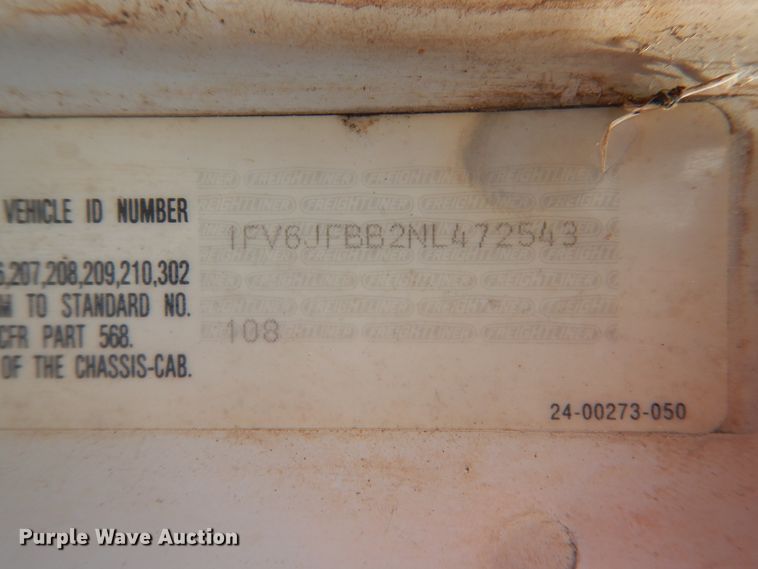 VEHICLE ID NUMBER
1FV6JFBB2NL472543
,207,208,209,210,302
TO STANDARD NO.
108
CFR PART 568.
OF THE CHASSIS-CAB.
24-00273-050
FREIGHTLINER
Purple Wave Auction